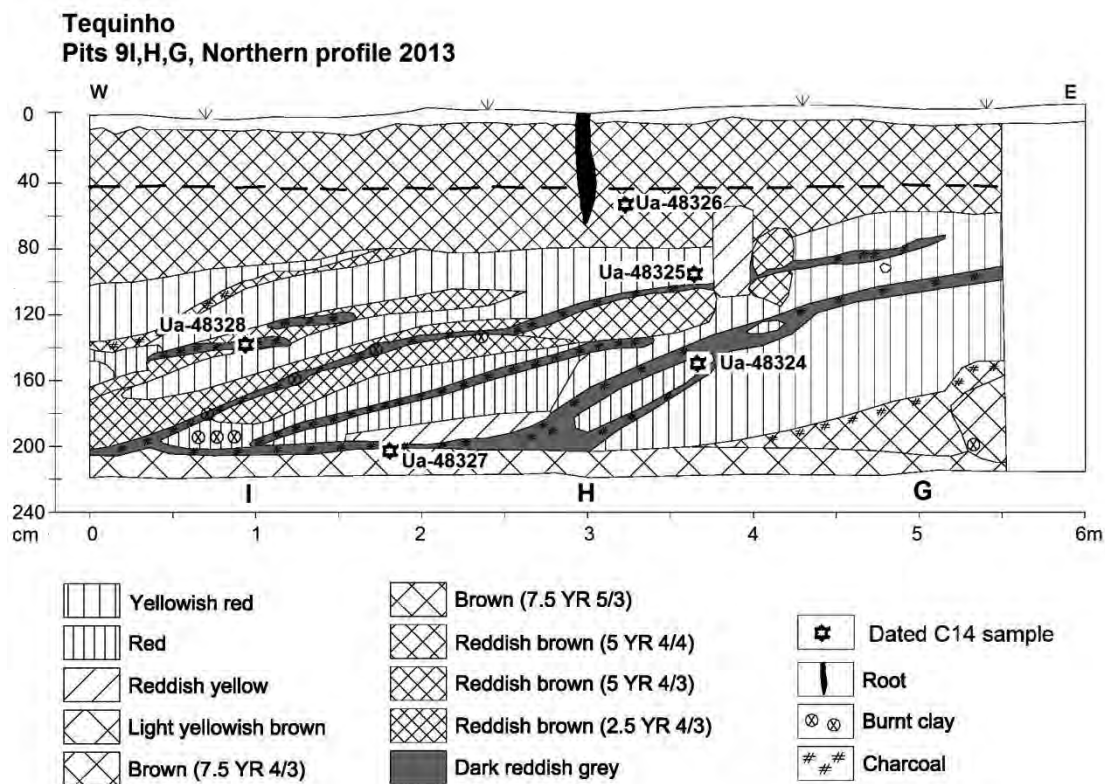 Tequinho
Pits 9I,H,G, Northern profile 2013
W
E
0
40
80
120
160
200
240
cm
Ua-48326
Ua-48325
Ua-48328
Ua-48324
Ua-48327
I
H
G
0
1
2
3
4
5
6m
Yellowish red
Red
Reddish yellow
Light yellowish brown
Brown (7.5 YR 4/3)
Brown (7.5 YR 5/3)
Reddish brown (5 YR 4/4)
Reddish brown (5 YR 4/3)
Reddish brown (2.5 YR 4/3)
Dark reddish grey
Dated C14 sample
Root
Burnt clay
Charcoal